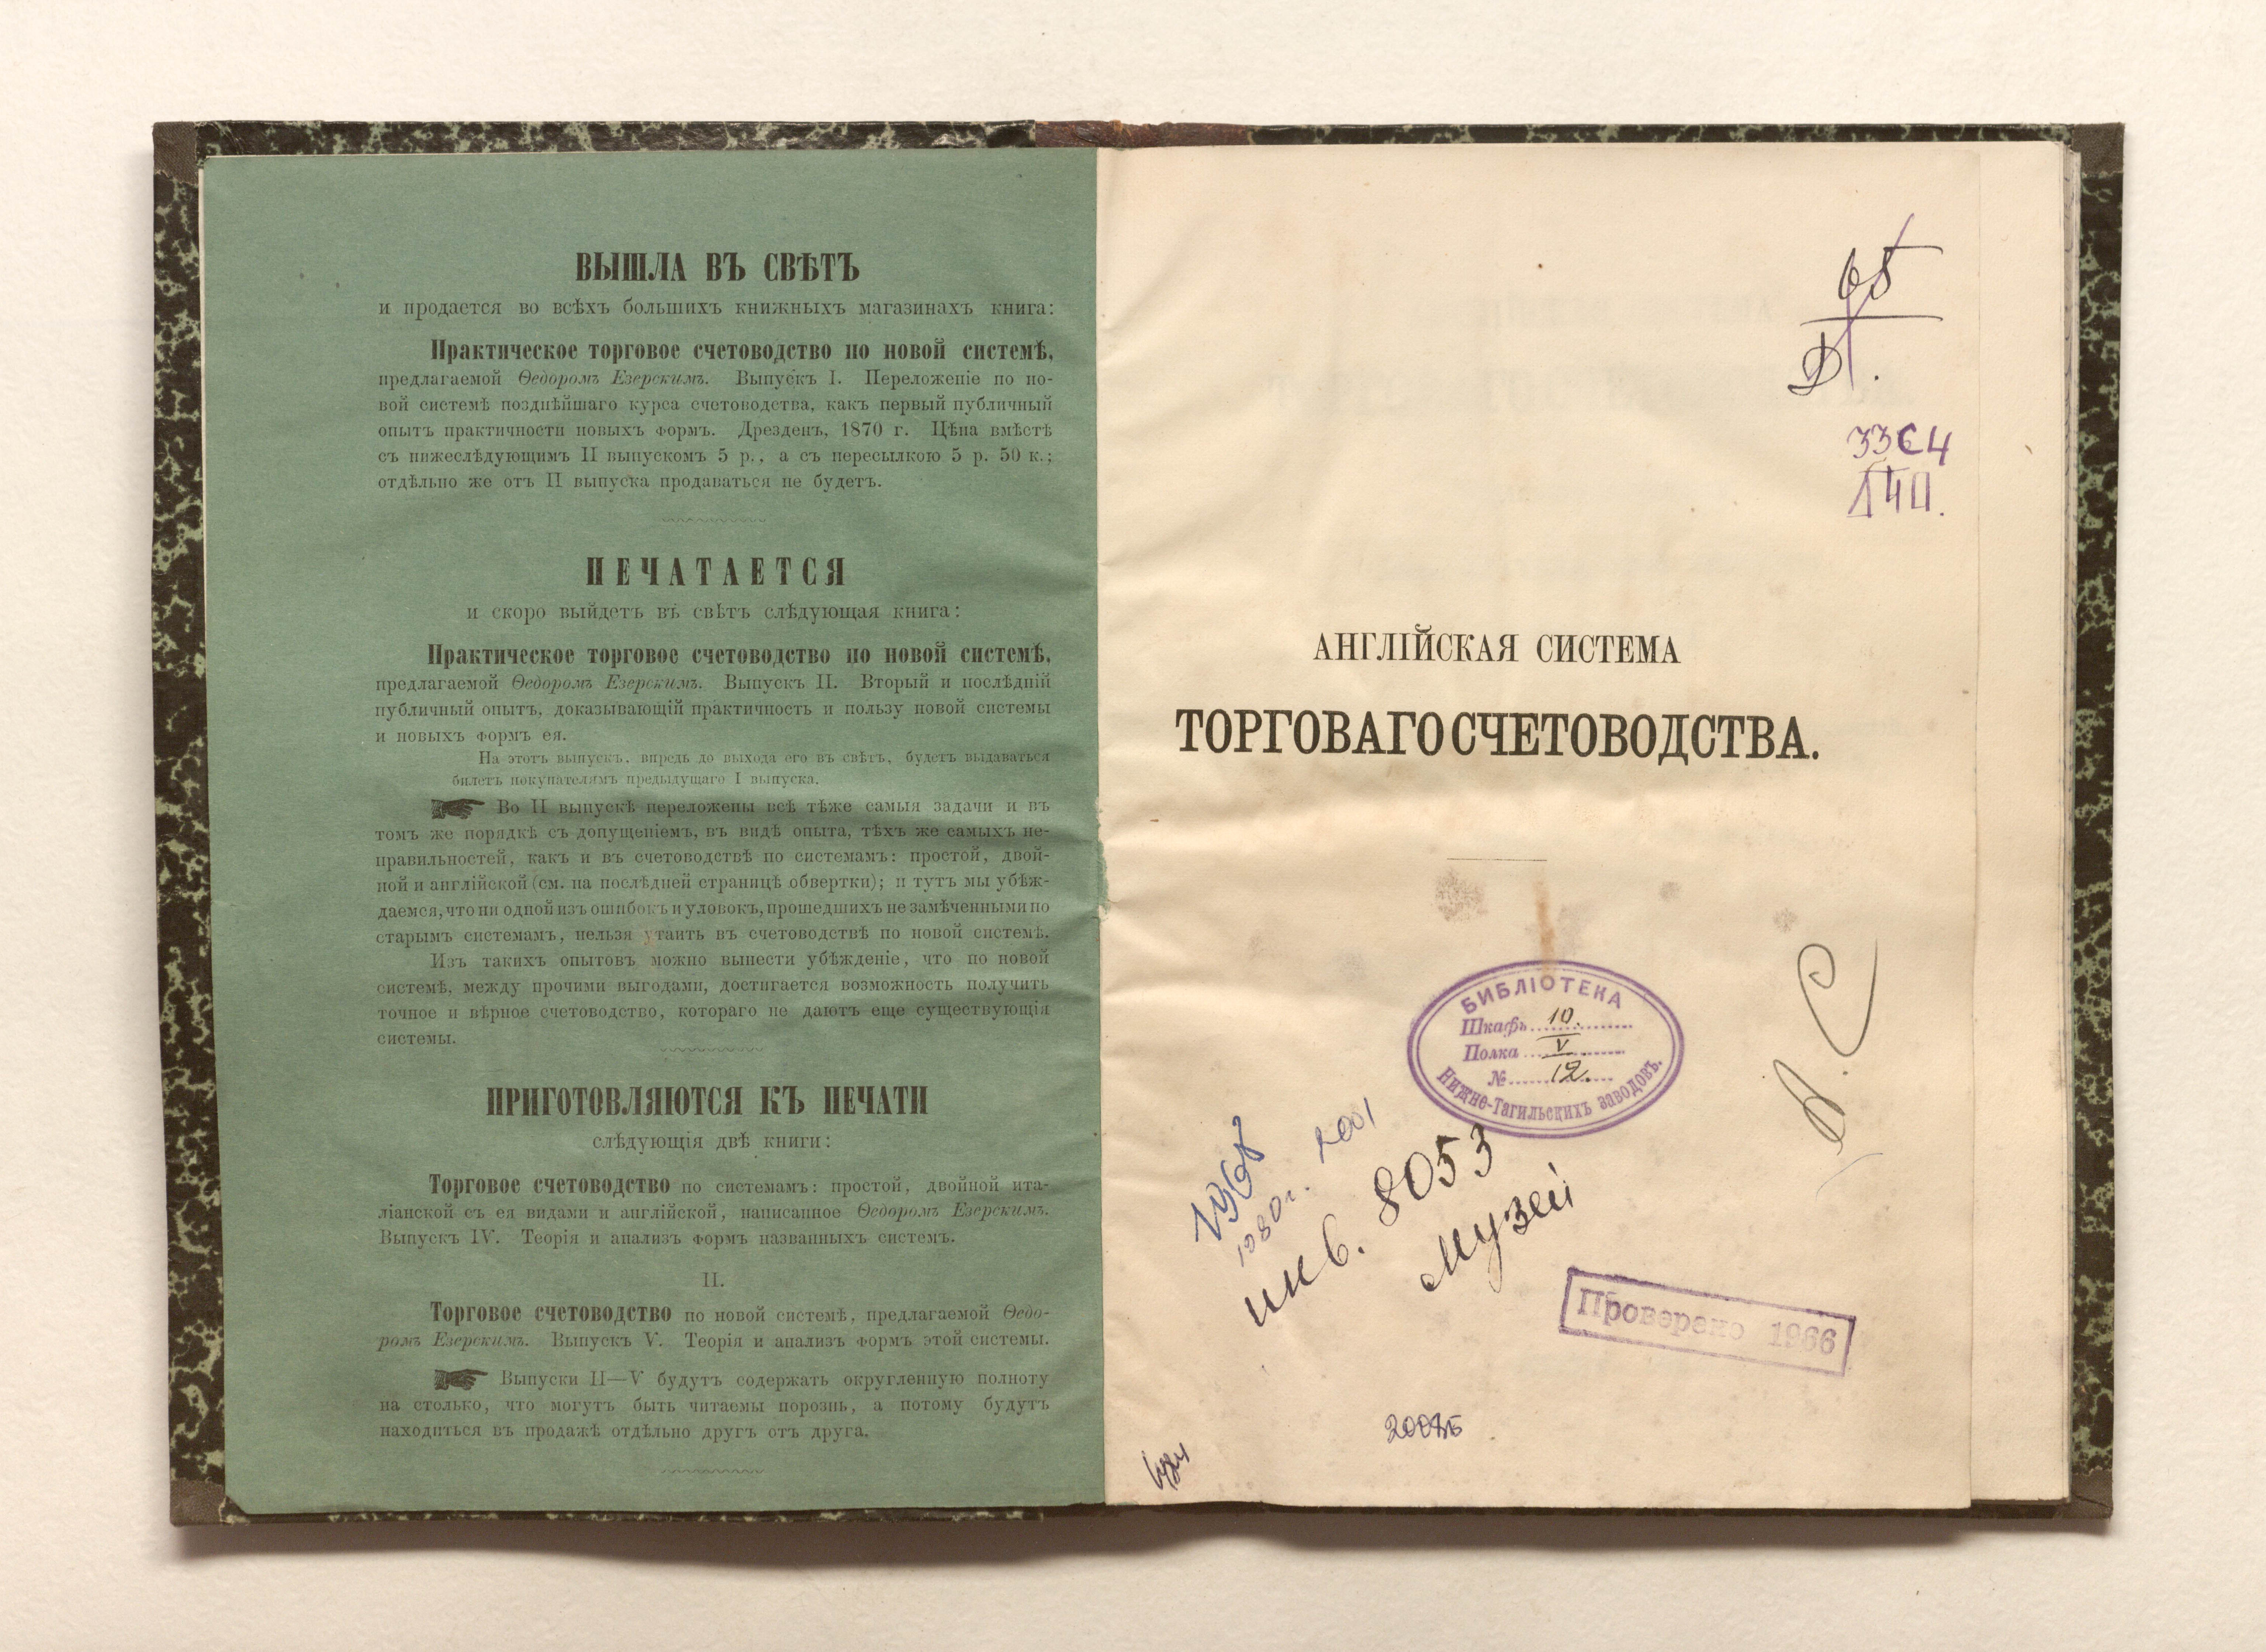 ВЫШЛА ВЪ СВѢТЪ
и продается во всѣхъ большихъ книжныхъ магазинахъ книга:
Практическое торговое счетоводство по новой системѣ,
предлагаемой Ѳедоромъ Езерскимъ. Выпускъ I. Переложеніе по но-
вой системѣ позднѣйшаго курса счетоводства, какъ первый публичный
опытъ практичности новыхъ формъ. Дрезденъ, 1870 г. Цѣна вмѣстѣ
съ нижеслѣдующимъ II выпускомъ 5 р., а съ пересылкою 5 р. 50 к.;
отдѣльно же отъ II выпуска продаваться не будетъ.
ПЕЧАТАЕТСЯ
и скоро выйдетъ въ свѣтъ слѣдующая книга:
Практическое торговое счетоводство по новой системѣ,
предлагаемой Ѳедоромъ Езерскимъ. Выпускъ II. Вторый и послѣдній
публичный опытъ, доказывающій практичность и пользу новой системы
и новыхъ формъ ея.
На этотъ выпускъ, впредь до выхода его въ свѣтъ, будетъ выдаваться
билетъ покупателямъ предыдущаго I выпуска.
Во II выпускѣ переложены всѣ тѣже самыя задачи и въ
томъ же порядкѣ съ допущеніемъ, въ видѣ опыта, тѣхъ же самыхъ не-
правильностей, какъ и въ счетоводствѣ по системамъ: простой, двой-
ной и англійской (см. на послѣдней страницѣ обвертки); и тутъ мы убѣж-
даемся, что ни одной изъ ошибокъ и уловокъ, прошедшихъ не замѣченными по
старымъ системамъ, нельзя утаить въ счетоводствѣ по новой системѣ.
Изъ такихъ опытовъ можно вынести убѣжденіе, что по новой
системѣ, между прочими выгодами, достигается возможность получить
точное и вѣрное счетоводство, котораго не даютъ еще существующія
системы.
ПРИГОТОВЛЯЮТСЯ КЪ ПЕЧАТИ
слѣдующія двѣ книги:
Торговое счетоводство по системамъ: простой, двойной ита-
ліанской съ ея видами и англійской, написанное Ѳедоромъ Езерскимъ.
Выпускъ IV. Теорія и анализъ формъ названныхъ системъ.
II.
Торговое счетоводство по новой системѣ, предлагаемой Ѳедо-
ромъ Езерскимъ. Выпускъ V. Теорія и анализъ формъ этой системы.
Выпуски II—V будутъ содержать округленную полноту
на столько, что могутъ быть читаемы порознь, а потому будутъ
находиться въ продажѣ отдѣльно другъ отъ друга.
65
Д.
33С4
АНГЛІЙСКАЯ СИСТЕМА
ТОРГОВАГО СЧЕТОВОДСТВА.
БИБЛІОТЕКА
Шкафъ 10.
Полка V
№ 12.
Нижне-Тагильскихъ заводовъ.
1980г. 2001
инв. 8053
Музей
Проверено 1966